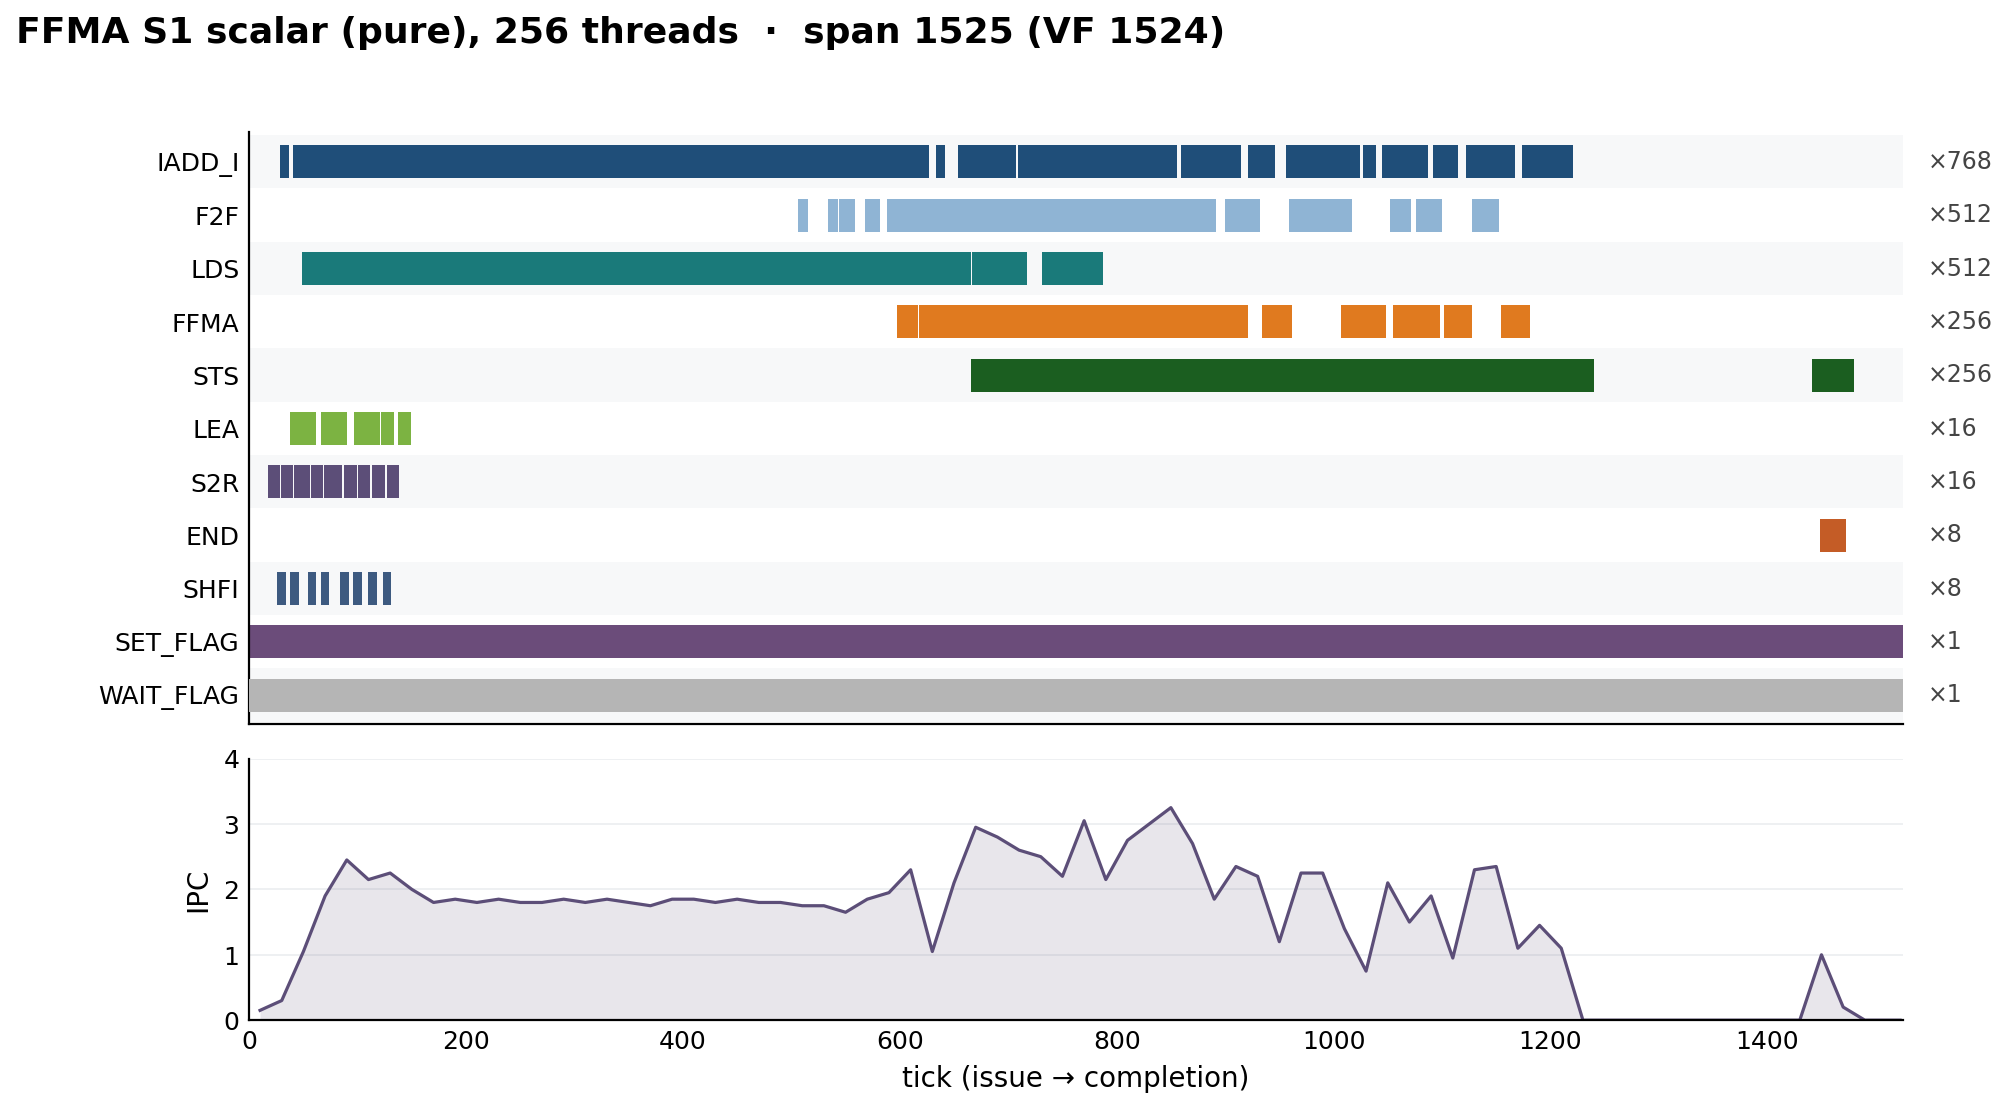 FFMA S1 scalar (pure), 256 threads · span 1525 (VF 1524)
IADD_I ×768
F2F ×512
LDS ×512
FFMA ×256
STS ×256
LEA ×16
S2R ×16
END ×8
SHFI ×8
SET_FLAG ×1
WAIT_FLAG ×1
4
3
2
1
0
IPC
0 200 400 600 800 1000 1200 1400
tick (issue → completion)